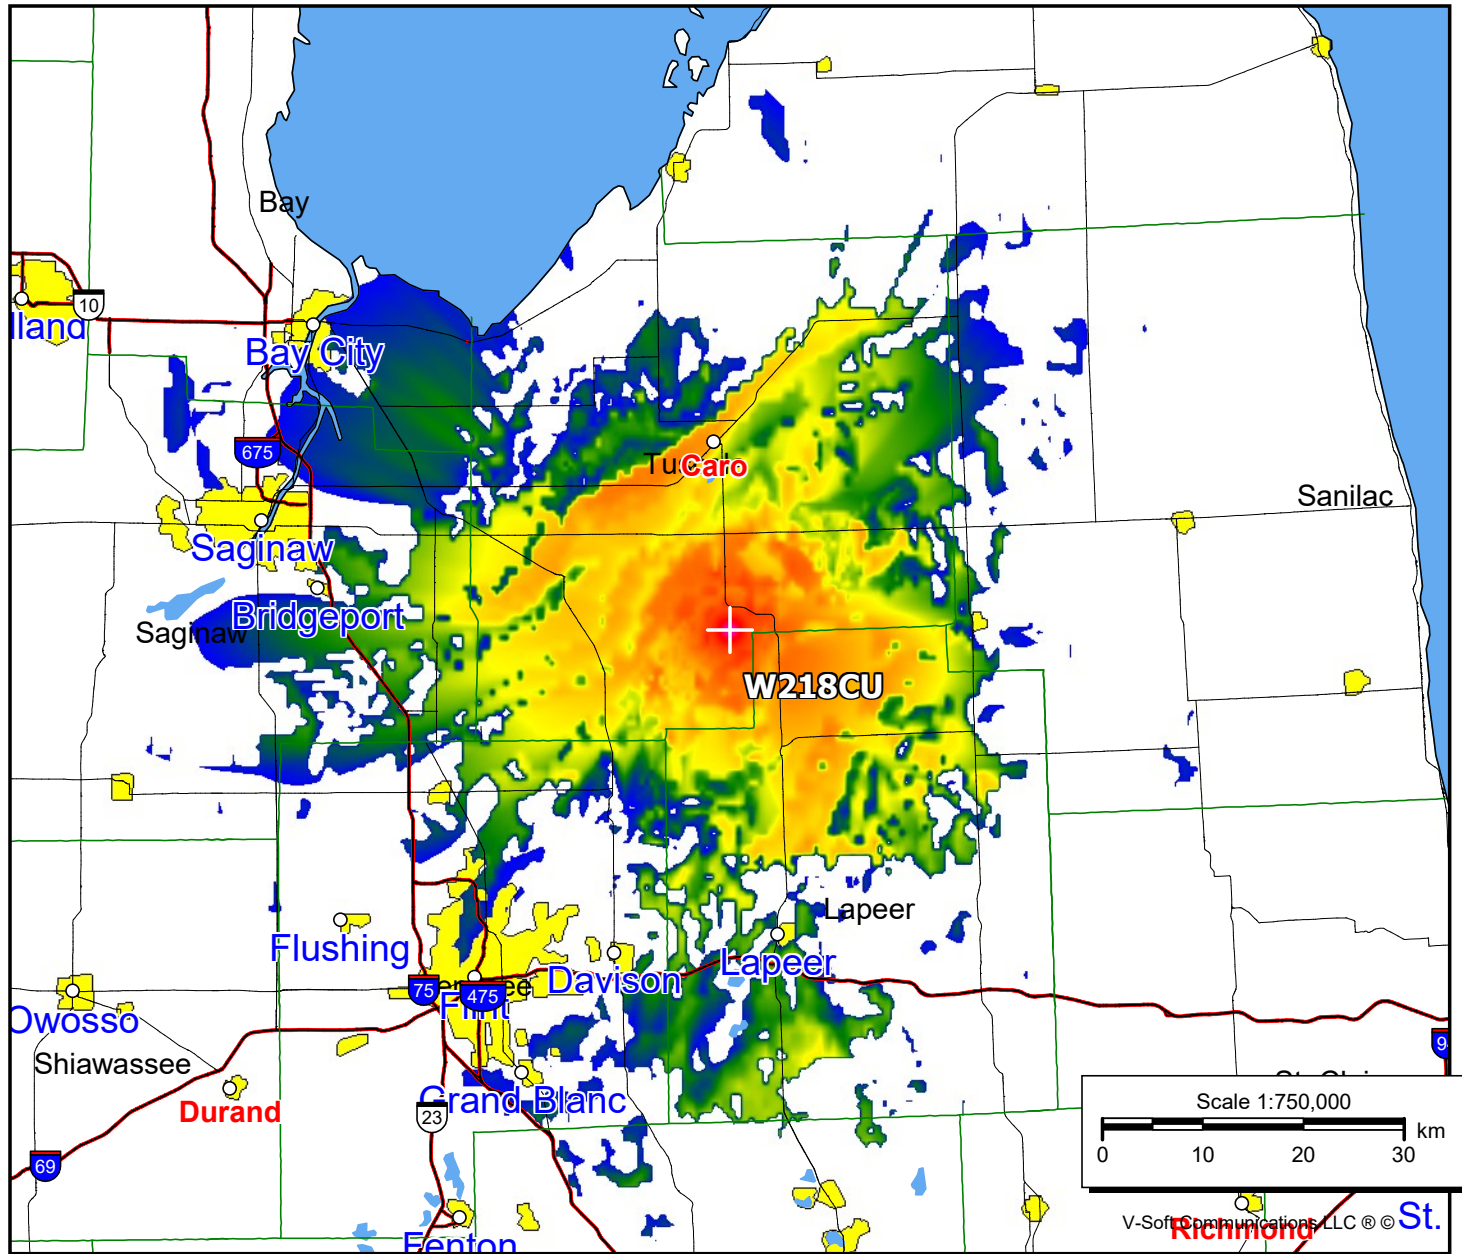 Bay
10
lland
Bay City
675
Caro
Sanilac
Saginaw
Bridgeport
Saginaw
W218CU
Lapeer
Flushing
Davison
Lapeer
75
475
Flint
Owosso
Shiawassee
Durand
Grand Blanc
23
69
Scale 1:750,000
km
0 10 20 30
V-Soft Communications LLC ® ©
Richmond
St.
Fenton